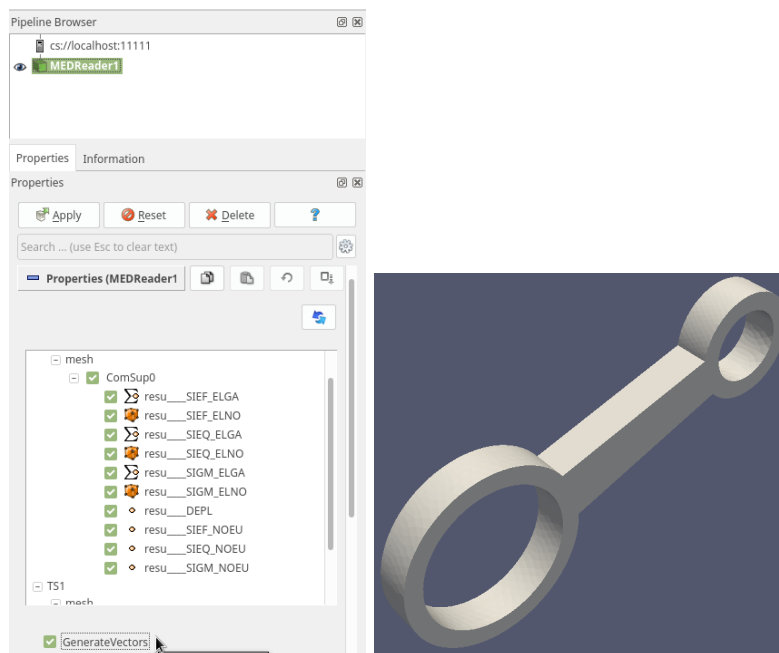 Pipeline Browser
cs://localhost:11111
MEDReader1
Properties Information
Properties
Apply Reset Delete ?
Search ... (use Esc to clear text)
Properties (MEDReader1
mesh
ComSup0
resu____SIEF_ELGA
resu____SIEF_ELNO
resu____SIEQ_ELGA
resu____SIEQ_ELNO
resu____SIGM_ELGA
resu____SIGM_ELNO
resu____DEPL
resu____SIEF_NOEU
resu____SIEQ_NOEU
resu____SIGM_NOEU
TS1
mesh
GenerateVectors